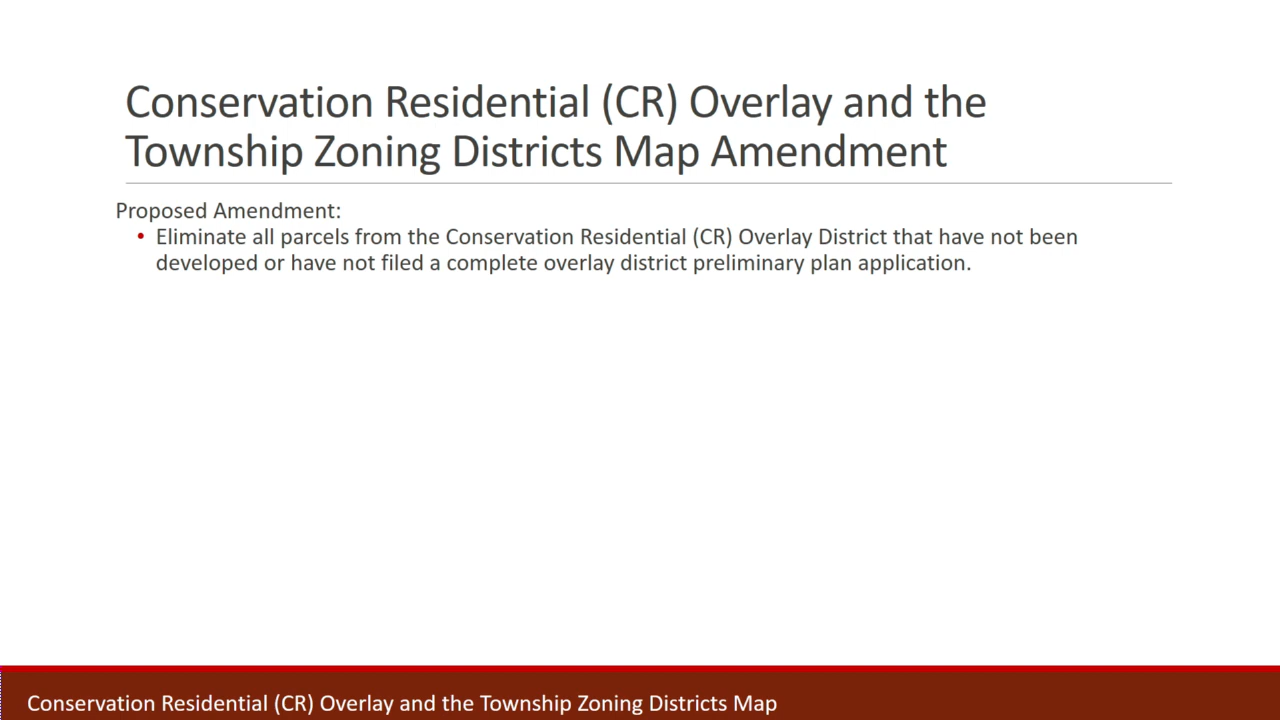 Conservation Residential (CR) Overlay and the
Township Zoning Districts Map Amendment
Proposed Amendment:
• Eliminate all parcels from the Conservation Residential (CR) Overlay District that have not been
developed or have not filed a complete overlay district preliminary plan application.
Conservation Residential (CR) Overlay and the Township Zoning Districts Map